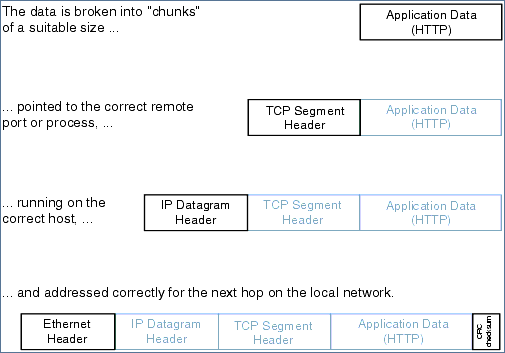 The data is broken into "chunks"
of a suitable size ...
Application Data
(HTTP)
... pointed to the correct remote
port or process, ...
TCP Segment
Header
Application Data
(HTTP)
... running on the
correct host, ...
IP Datagram
Header
TCP Segment
Header
Application Data
(HTTP)
... and addressed correctly for the next hop on the local network.
Ethernet
Header
IP Datagram
Header
TCP Segment
Header
Application Data
(HTTP)
CRC
checksum